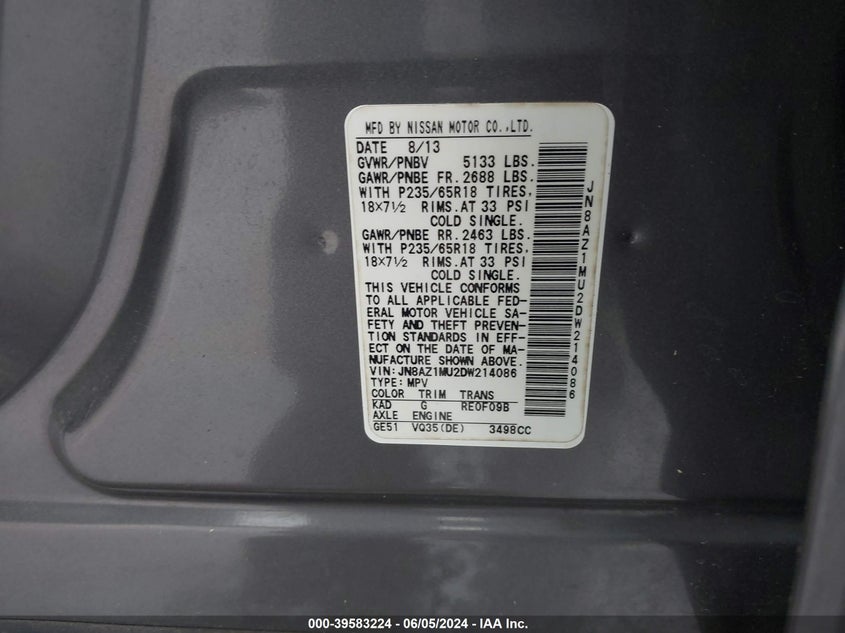 MFD BY NISSAN MOTOR CO.,LTD.
DATE 8/13
GVWR/PNBV 5133 LBS.
GAWR/PNBE FR. 2688 LBS.
WITH P235/65R18 TIRES,
18×7½ RIMS. AT 33 PSI
COLD SINGLE.
GAWR/PNBE RR. 2463 LBS.
WITH P235/65R18 TIRES,
18×7½ RIMS. AT 33 PSI
COLD SINGLE.
THIS VEHICLE CONFORMS
TO ALL APPLICABLE FED-
ERAL MOTOR VEHICLE SA-
FETY AND THEFT PREVEN-
TION STANDARDS IN EFF-
ECT ON THE DATE OF MA-
NUFACTURE SHOWN ABOVE.
VIN: JN8AZ1MU2DW214086
TYPE: MPV
COLOR TRIM TRANS
KAD G RE0F09B
AXLE ENGINE
GE51 VQ35(DE) 3498CC
JN8AZ1MU2DW214086
000-39583224 - 06/05/2024 - IAA Inc.